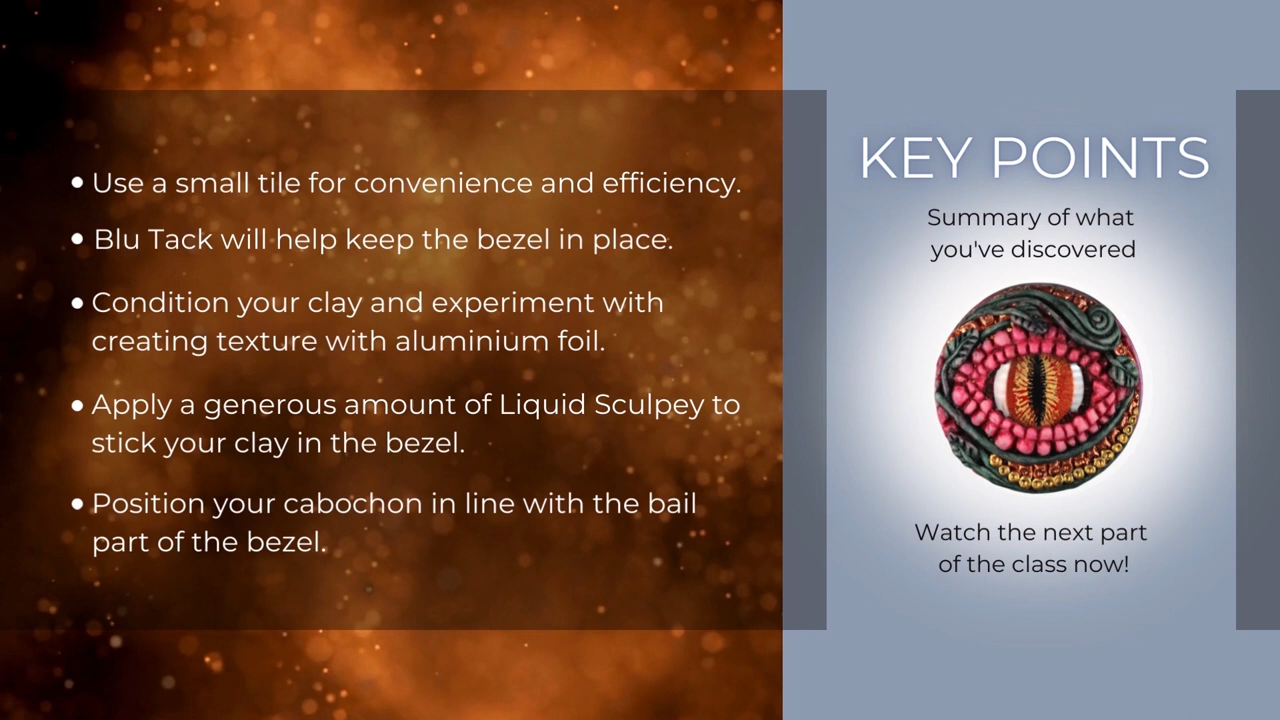 • Use a small tile for convenience and efficiency.
• Blu Tack will help keep the bezel in place.
• Condition your clay and experiment with
creating texture with aluminium foil.
• Apply a generous amount of Liquid Sculpey to
stick your clay in the bezel.
• Position your cabochon in line with the bail
part of the bezel.
KEY POINTS
Summary of what
you've discovered
Watch the next part
of the class now!